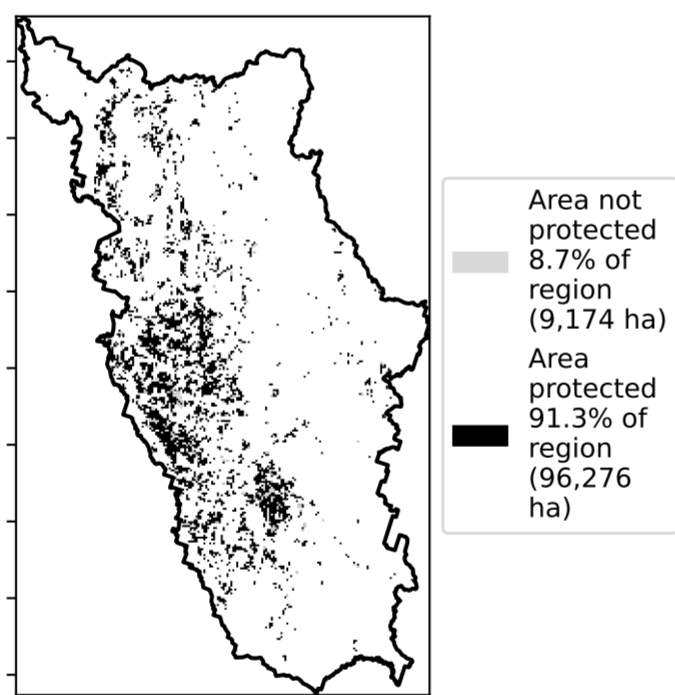 Area not
protected
8.7% of
region
(9,174 ha)
Area
protected
91.3% of
region
(96,276
ha)